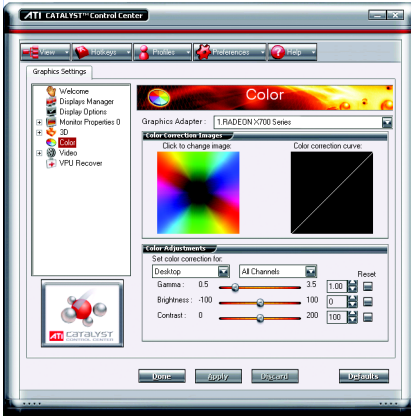 ATI CATALYST™ Control Center
View Hotkeys Profiles Preferences Help
Graphics Settings
Welcome
Displays Manager
Display Options
Monitor Properties 0
3D
Color
Video
VPU Recover
Color
Graphics Adapter : 1.RADEON X700 Series
Color Correction Images
Click to change image: Color correction curve:
Color Adjustments
Set color correction for:
Desktop All Channels Reset
Gamma : 0.5 3.5 1.00
Brightness : -100 100 0
Contrast : 0 200 100
ATI CATALYST
CONTROL CENTER
Done Apply Discard Defaults